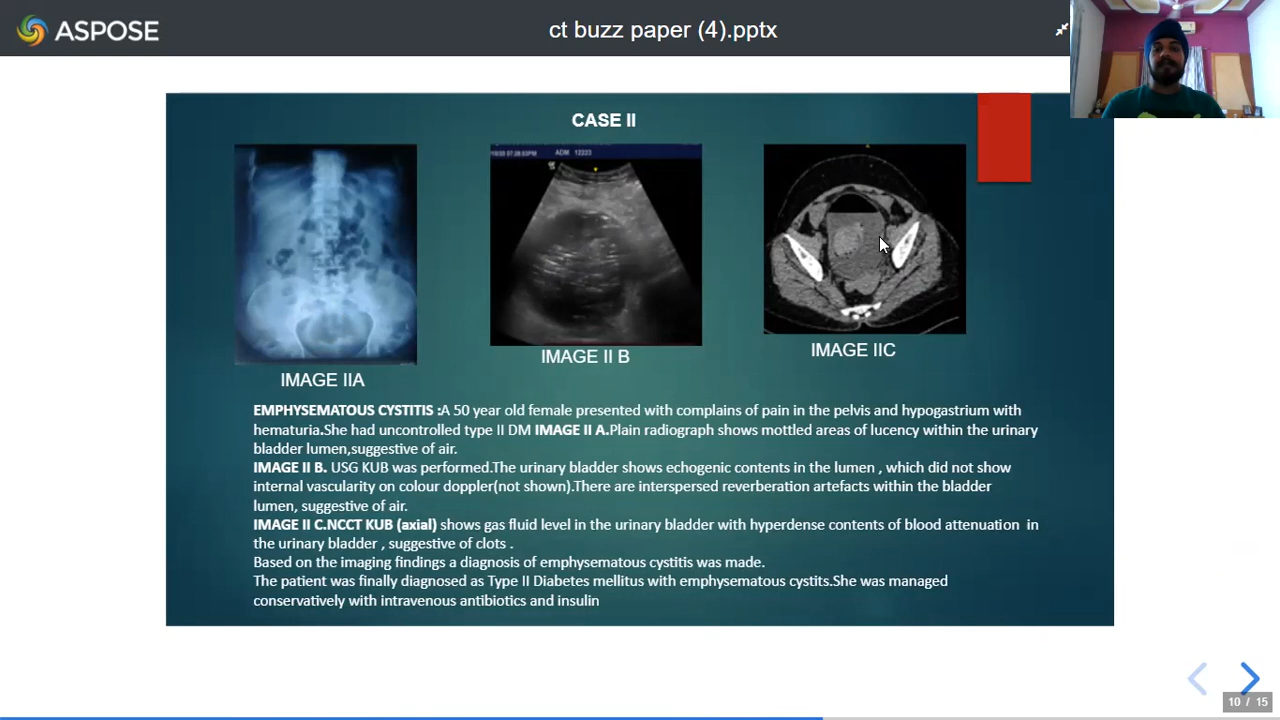 ASPOSE
ct buzz paper (4).pptx
CASE II
ADM 12223
IMAGE IIA
IMAGE II B
IMAGE IIC
EMPHYSEMATOUS CYSTITIS :A 50 year old female presented with complains of pain in the pelvis and hypogastrium with
hematuria.She had uncontrolled type II DM IMAGE II A.Plain radiograph shows mottled areas of lucency within the urinary
bladder lumen,suggestive of air.
IMAGE II B. USG KUB was performed.The urinary bladder shows echogenic contents in the lumen , which did not show
internal vascularity on colour doppler(not shown).There are interspersed reverberation artefacts within the bladder
lumen, suggestive of air.
IMAGE II C.NCCT KUB (axial) shows gas fluid level in the urinary bladder with hyperdense contents of blood attenuation in
the urinary bladder , suggestive of clots .
Based on the imaging findings a diagnosis of emphysematous cystitis was made.
The patient was finally diagnosed as Type II Diabetes mellitus with emphysematous cystits.She was managed
conservatively with intravenous antibiotics and insulin
10 / 15